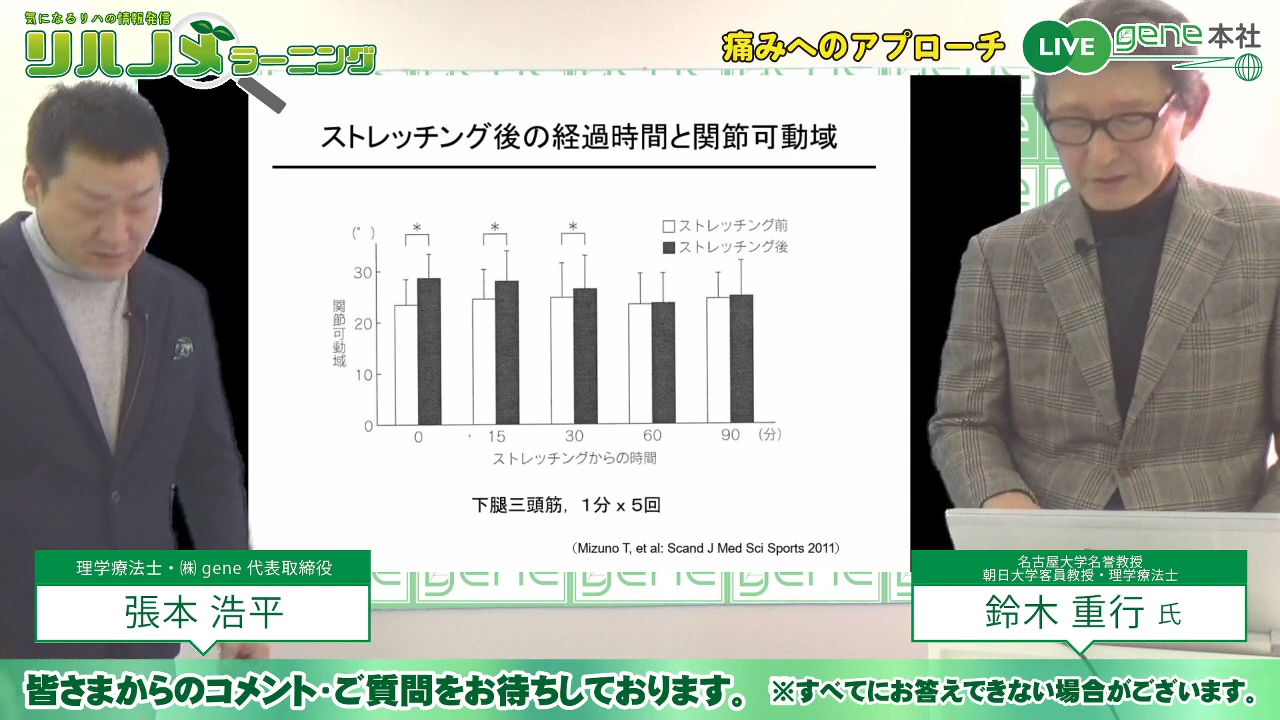 気になるリハの情報発信
リハノメ
ラーニング
痛みへのアプローチ
LIVE
gene本社
ストレッチング後の経過時間と関節可動域
(°)
* * *
ストレッチング前
ストレッチング後
関節可動域
30
20
10
0
0 15 30 60 90 (分)
ストレッチングからの時間
下腿三頭筋, 1分 x 5回
(Mizuno T, et al: Scand J Med Sci Sports 2011)
gene gene gene
理学療法士・㈱ gene 代表取締役
張本 浩平
名古屋大学名誉教授
朝日大学客員教授・理学療法士
鈴木 重行 氏
皆さまからのコメント・ご質問をお待ちしております。 ※すべてにお答えできない場合がございます。